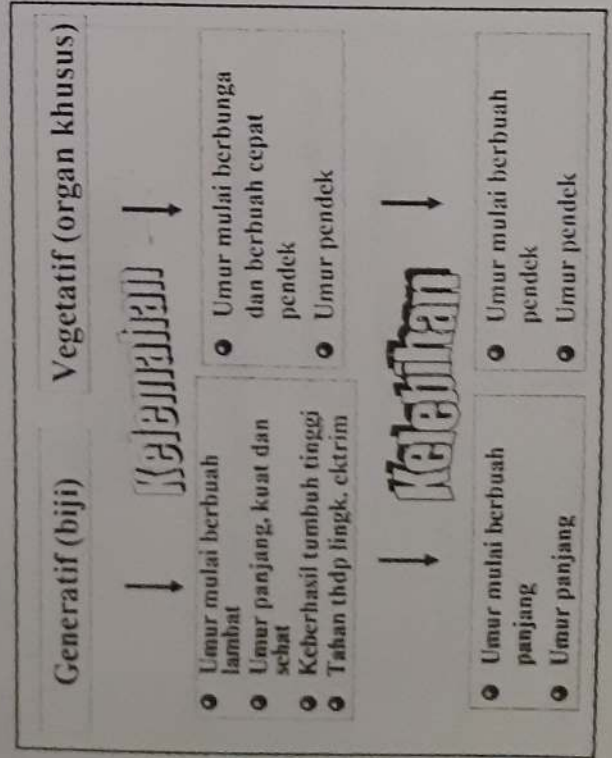 Generatif (biji)
Vegetatif (organ khusus)
Kelemahan
Umur mulai berbuah
lambat
Umur panjang, kuat dan
sehat
Keberhasil tumbuh tinggi
Tahan thdp lingk. ektrim
Umur mulai berbunga
dan berbuah cepat
pendek
Umur pendek
Kelebihan
Umur mulai berbuah
panjang
Umur panjang
Umur mulai berbuah
pendek
Umur pendek